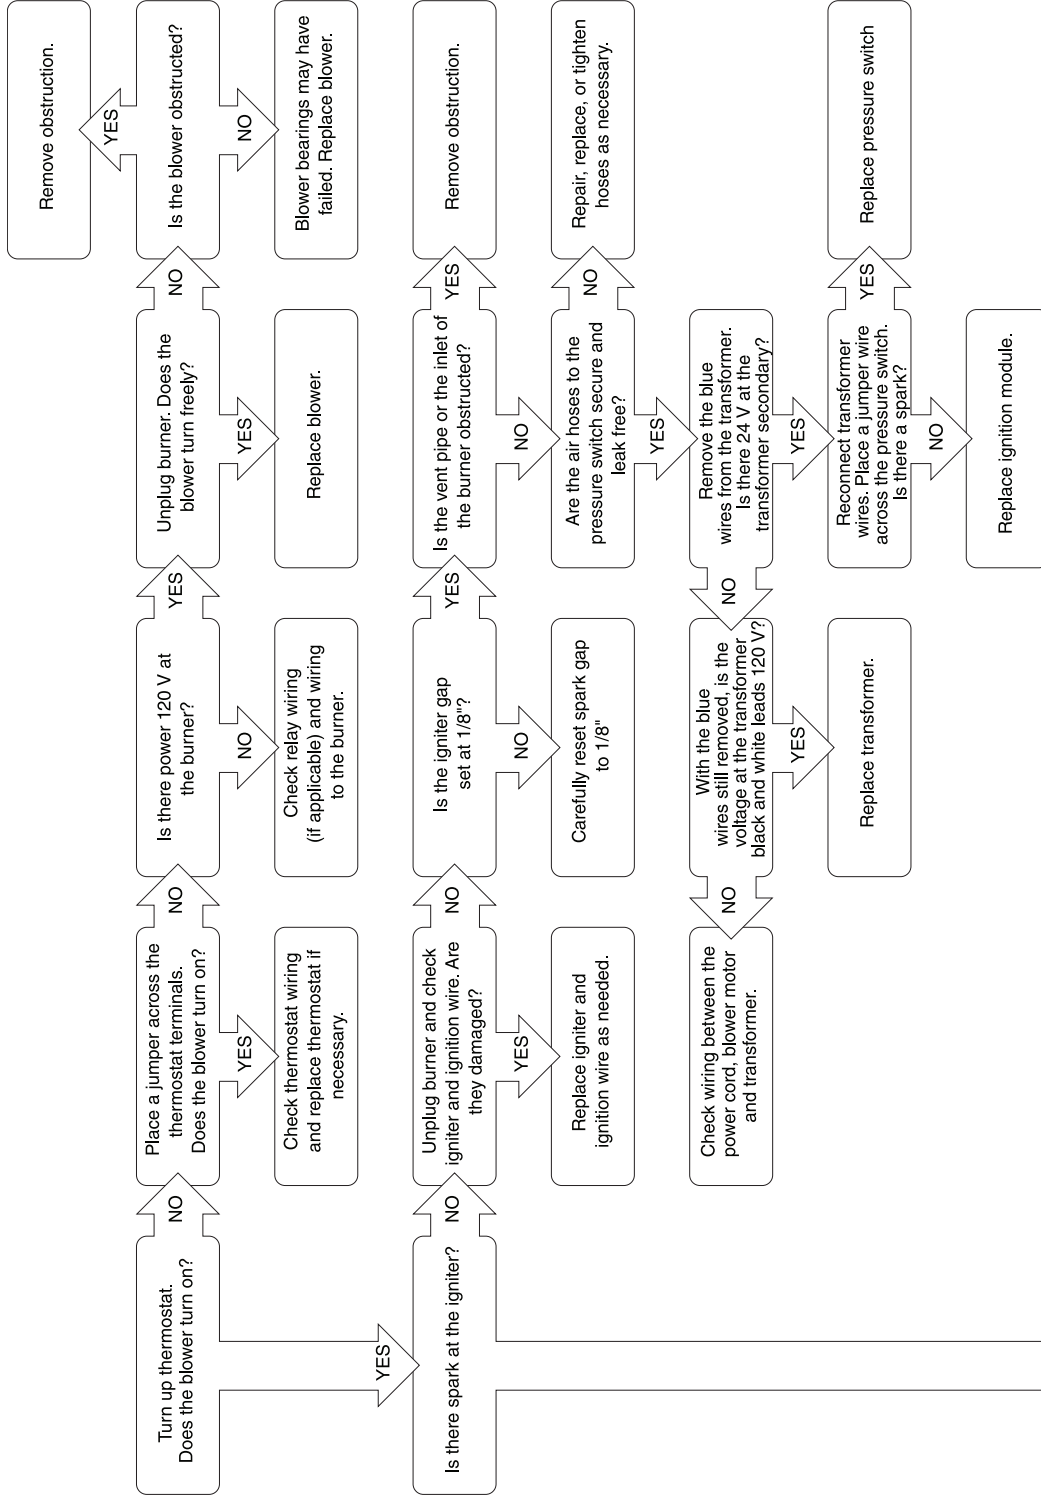 Turn up thermostat.
Does the blower turn on?
NO
Place a jumper across the
thermostat terminals.
Does the blower turn on?
NO
Is there power 120 V at
the burner?
YES
Unplug burner. Does the
blower turn freely?
NO
Is the blower obstructed?
YES
Remove obstruction.
NO
Blower bearings may have
failed. Replace blower.
YES
Check thermostat wiring
and replace thermostat if
necessary.
NO
Check relay wiring
(if applicable) and wiring
to the burner.
YES
Replace blower.
YES
Is there spark at the igniter?
NO
Unplug burner and check
igniter and ignition wire. Are
they damaged?
NO
Is the igniter gap
set at 1/8"?
YES
Is the vent pipe or the inlet of
the burner obstructed?
YES
Remove obstruction.
YES
Replace igniter and
ignition wire as needed.
NO
Carefully reset spark gap
to 1/8"
NO
Are the air hoses to the
pressure switch secure and
leak free?
NO
Repair, replace, or tighten
hoses as necessary.
YES
Remove the blue
wires from the transformer.
Is there 24 V at the
transformer secondary?
NO
With the blue
wires still removed, is the
voltage at the transformer
black and white leads 120 V?
NO
Check wiring between the
power cord, blower motor
and transformer.
YES
Replace transformer.
YES
Reconnect transformer
wires. Place a jumper wire
across the pressure switch.
Is there a spark?
YES
Replace pressure switch
NO
Replace ignition module.